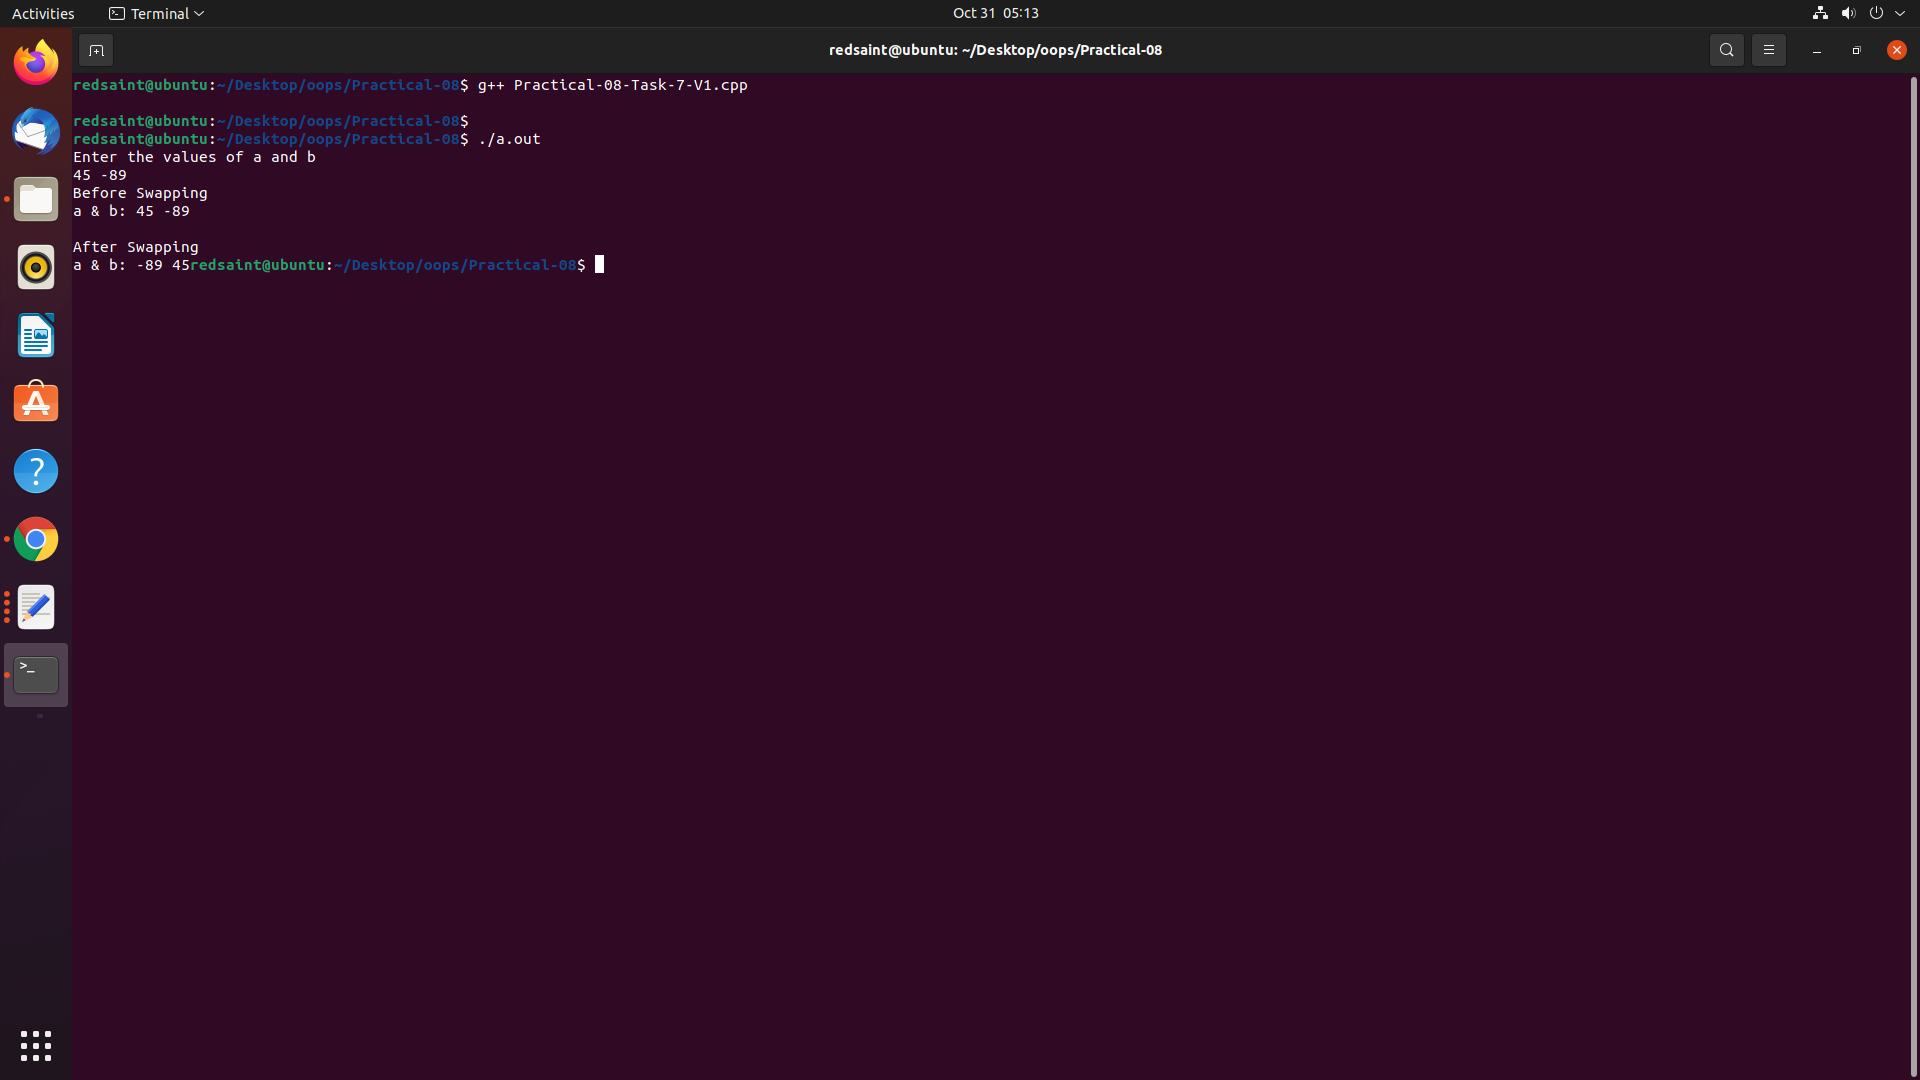 Activities
Terminal
Oct 31 05:13
redsaint@ubuntu: ~/Desktop/oops/Practical-08
redsaint@ubuntu:~/Desktop/oops/Practical-08$ g++ Practical-08-Task-7-V1.cpp
redsaint@ubuntu:~/Desktop/oops/Practical-08$
redsaint@ubuntu:~/Desktop/oops/Practical-08$ ./a.out
Enter the values of a and b
45 -89
Before Swapping
a & b: 45 -89
After Swapping
a & b: -89 45redsaint@ubuntu:~/Desktop/oops/Practical-08$